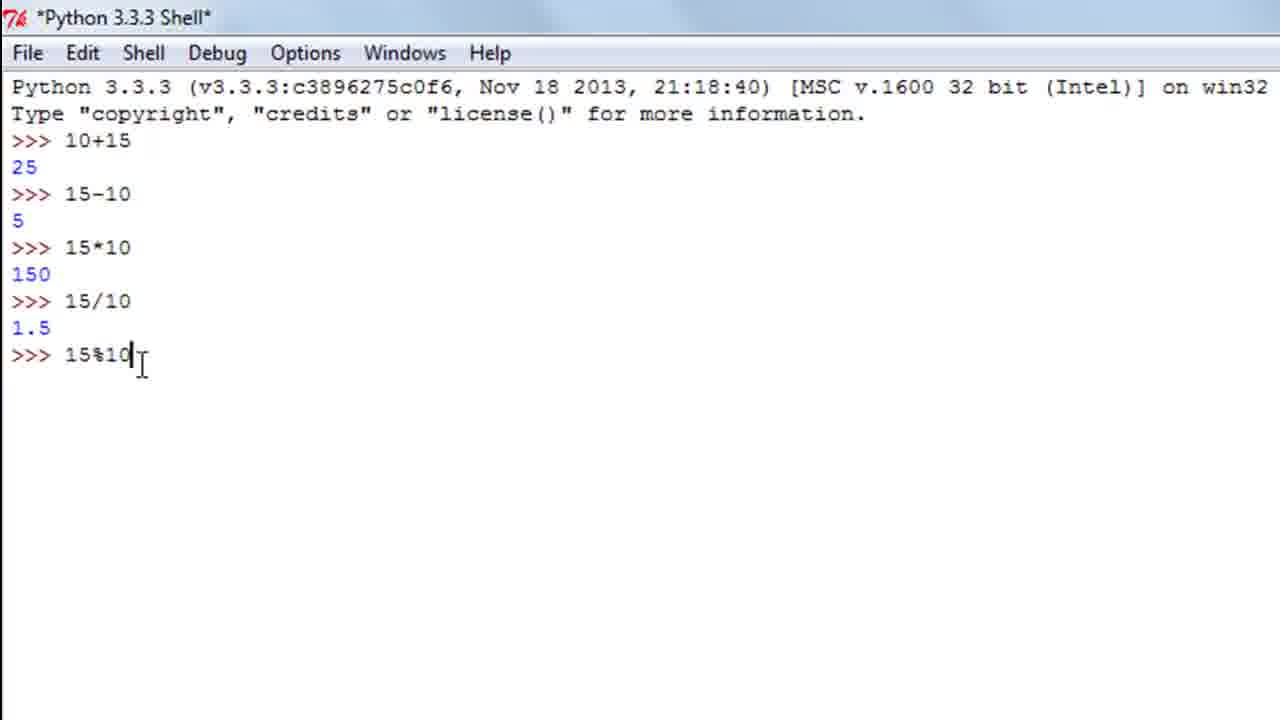 *Python 3.3.3 Shell*
File Edit Shell Debug Options Windows Help
Python 3.3.3 (v3.3.3:c3896275c0f6, Nov 18 2013, 21:18:40) [MSC v.1600 32 bit (Intel)] on win32
Type "copyright", "credits" or "license()" for more information.
>>> 10+15
25
>>> 15-10
5
>>> 15*10
150
>>> 15/10
1.5
>>> 15%10